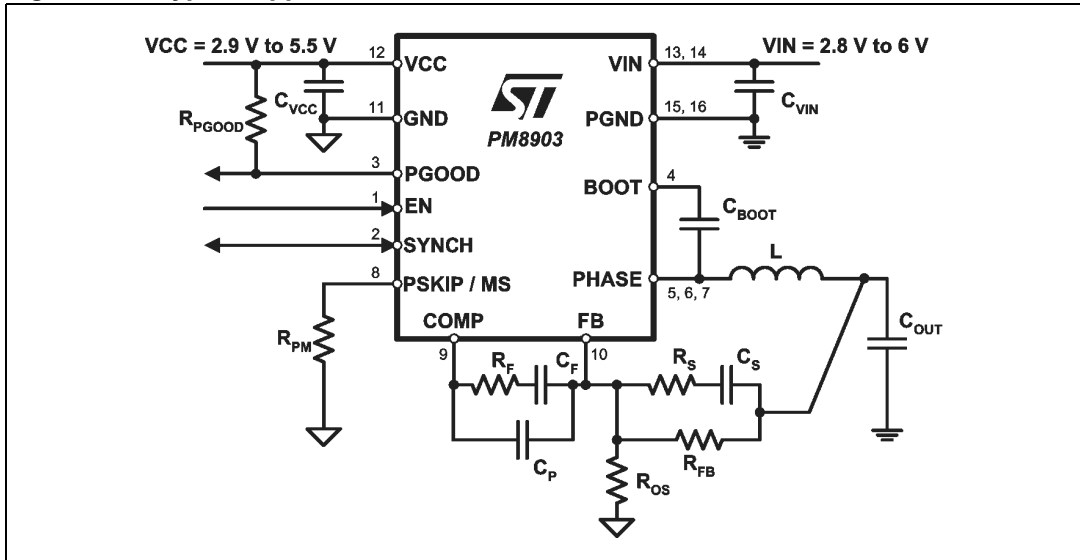 VCC = 2.9 V to 5.5 V
VIN = 2.8 V to 6 V
12
VCC
VIN
13, 14
C_VCC
C_VIN
R_PGOOD
11
GND
PGND
15, 16
ST
PM8903
3
PGOOD
BOOT
4
1
EN
C_BOOT
2
SYNCH
L
8
PSKIP / MS
PHASE
5, 6, 7
COMP
FB
C_OUT
R_PM
9
10
R_F
C_F
R_S
C_S
C_P
R_FB
R_OS